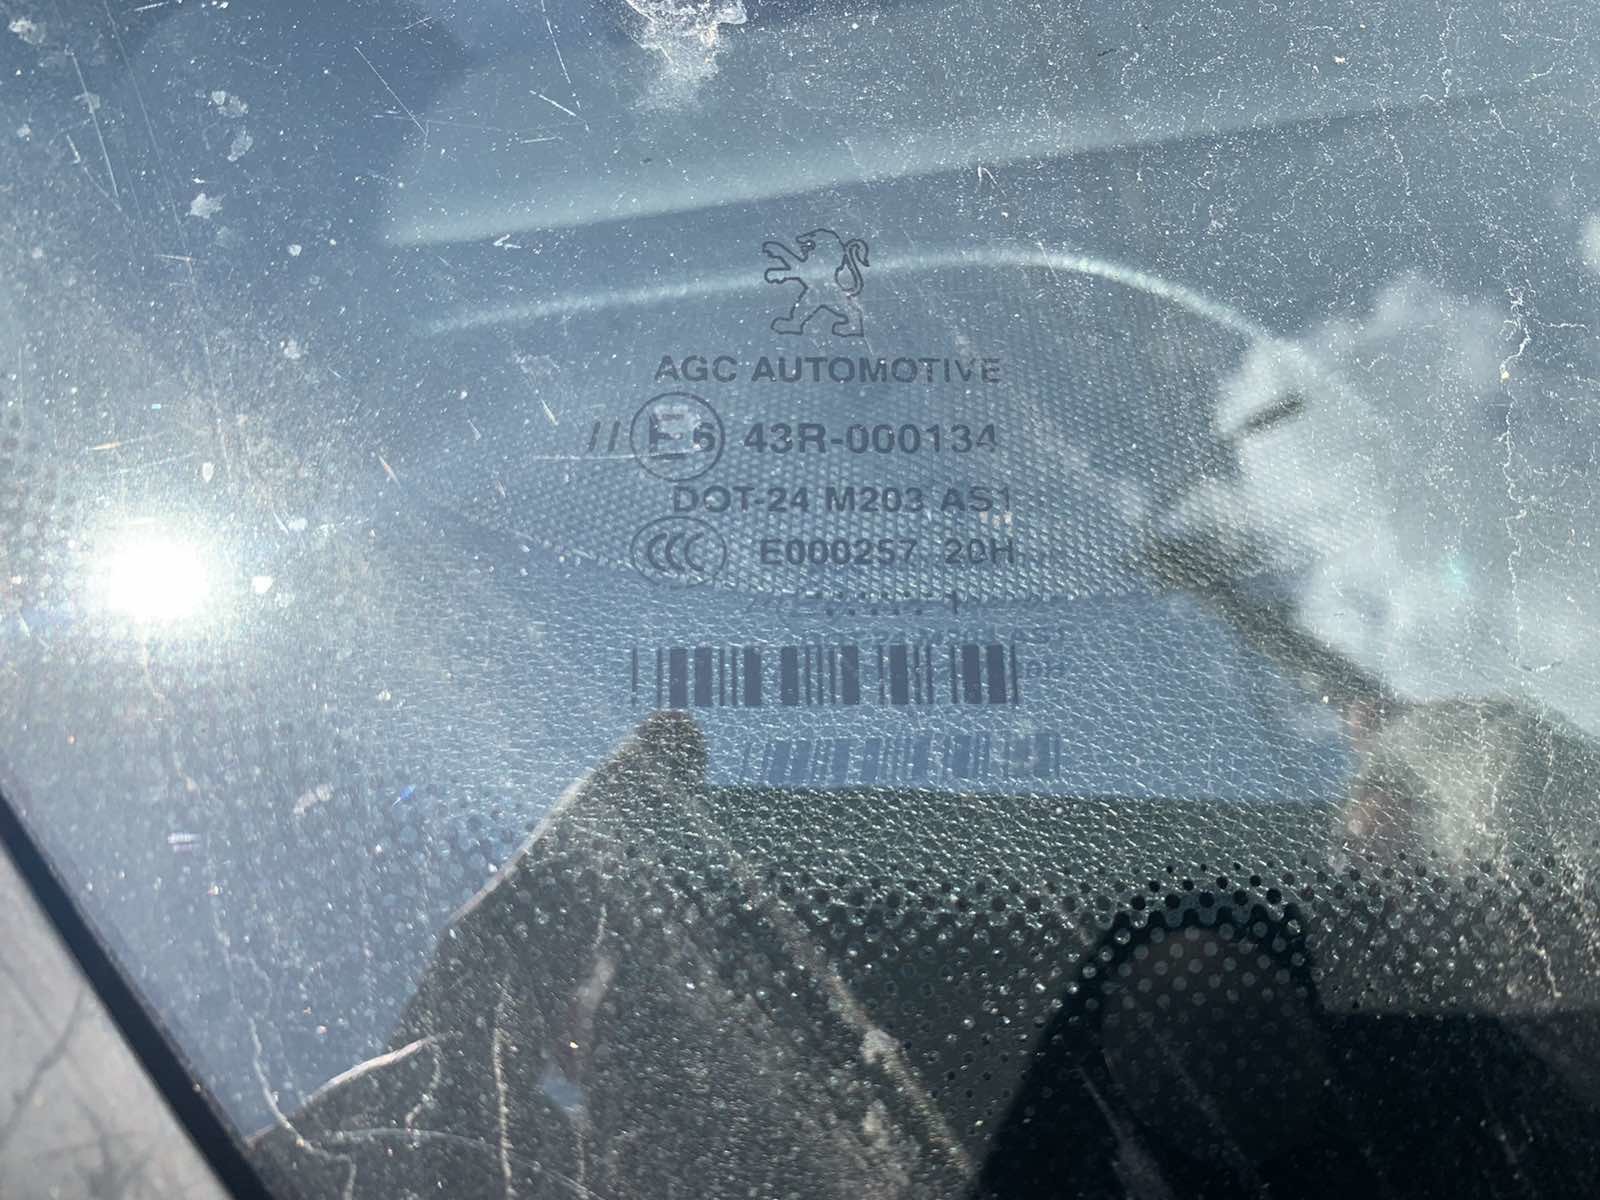 AGC AUTOMOTIVE
// E6 43R-000134
DOT-24 M203 AS1
CCC E000257 20H